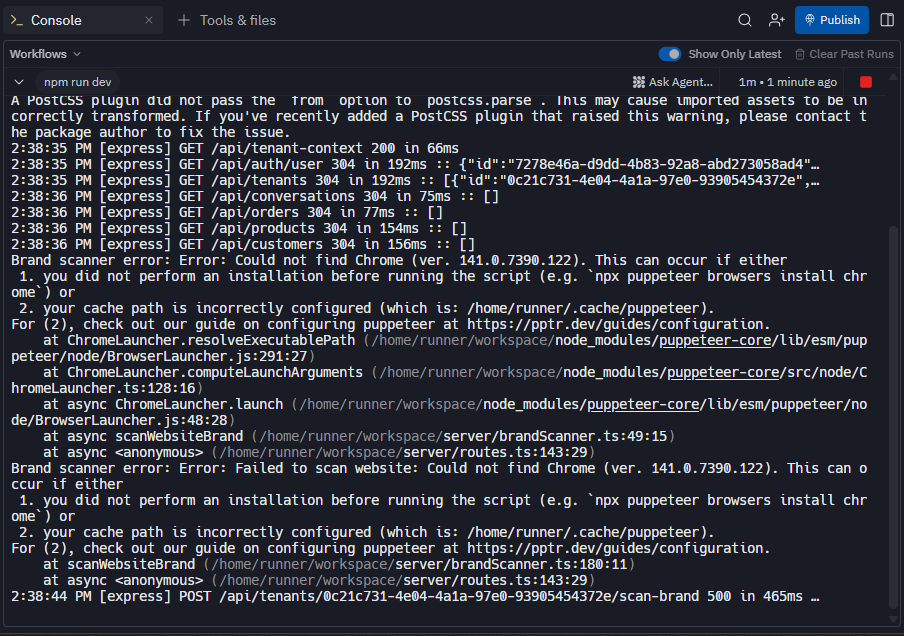 Console
Tools & files
Publish
Workflows
Show Only Latest
Clear Past Runs
npm run dev
Ask Agent...
1m • 1 minute ago
A PostCSS plugin did not pass the `from` option to `postcss.parse`. This may cause imported assets to be in
correctly transformed. If you've recently added a PostCSS plugin that raised this warning, please contact t
he package author to fix the issue.
2:38:35 PM [express] GET /api/tenant-context 200 in 66ms
2:38:35 PM [express] GET /api/auth/user 304 in 192ms :: {"id":"7278e46a-d9dd-4b83-92a8-abd273058ad4"…
2:38:35 PM [express] GET /api/tenants 304 in 192ms :: [{"id":"0c21c731-4e04-4a1a-97e0-93905454372e",…
2:38:36 PM [express] GET /api/conversations 304 in 75ms :: []
2:38:36 PM [express] GET /api/orders 304 in 77ms :: []
2:38:36 PM [express] GET /api/products 304 in 154ms :: []
2:38:36 PM [express] GET /api/customers 304 in 156ms :: []
Brand scanner error: Error: Could not find Chrome (ver. 141.0.7390.122). This can occur if either
1. you did not perform an installation before running the script (e.g. `npx puppeteer browsers install chr
ome`) or
2. your cache path is incorrectly configured (which is: /home/runner/.cache/puppeteer).
For (2), check out our guide on configuring puppeteer at https://pptr.dev/guides/configuration.
at ChromeLauncher.resolveExecutablePath (/home/runner/workspace/node_modules/puppeteer-core/lib/esm/pup
peteer/node/BrowserLauncher.js:291:27)
at ChromeLauncher.computeLaunchArguments (/home/runner/workspace/node_modules/puppeteer-core/src/node/C
hromeLauncher.ts:128:16)
at async ChromeLauncher.launch (/home/runner/workspace/node_modules/puppeteer-core/lib/esm/puppeteer/no
de/BrowserLauncher.js:48:28)
at async scanWebsiteBrand (/home/runner/workspace/server/brandScanner.ts:49:15)
at async <anonymous> (/home/runner/workspace/server/routes.ts:143:29)
Brand scanner error: Error: Failed to scan website: Could not find Chrome (ver. 141.0.7390.122). This can o
ccur if either
1. you did not perform an installation before running the script (e.g. `npx puppeteer browsers install chr
ome`) or
2. your cache path is incorrectly configured (which is: /home/runner/.cache/puppeteer).
For (2), check out our guide on configuring puppeteer at https://pptr.dev/guides/configuration.
at scanWebsiteBrand (/home/runner/workspace/server/brandScanner.ts:180:11)
at async <anonymous> (/home/runner/workspace/server/routes.ts:143:29)
2:38:44 PM [express] POST /api/tenants/0c21c731-4e04-4a1a-97e0-93905454372e/scan-brand 500 in 465ms …